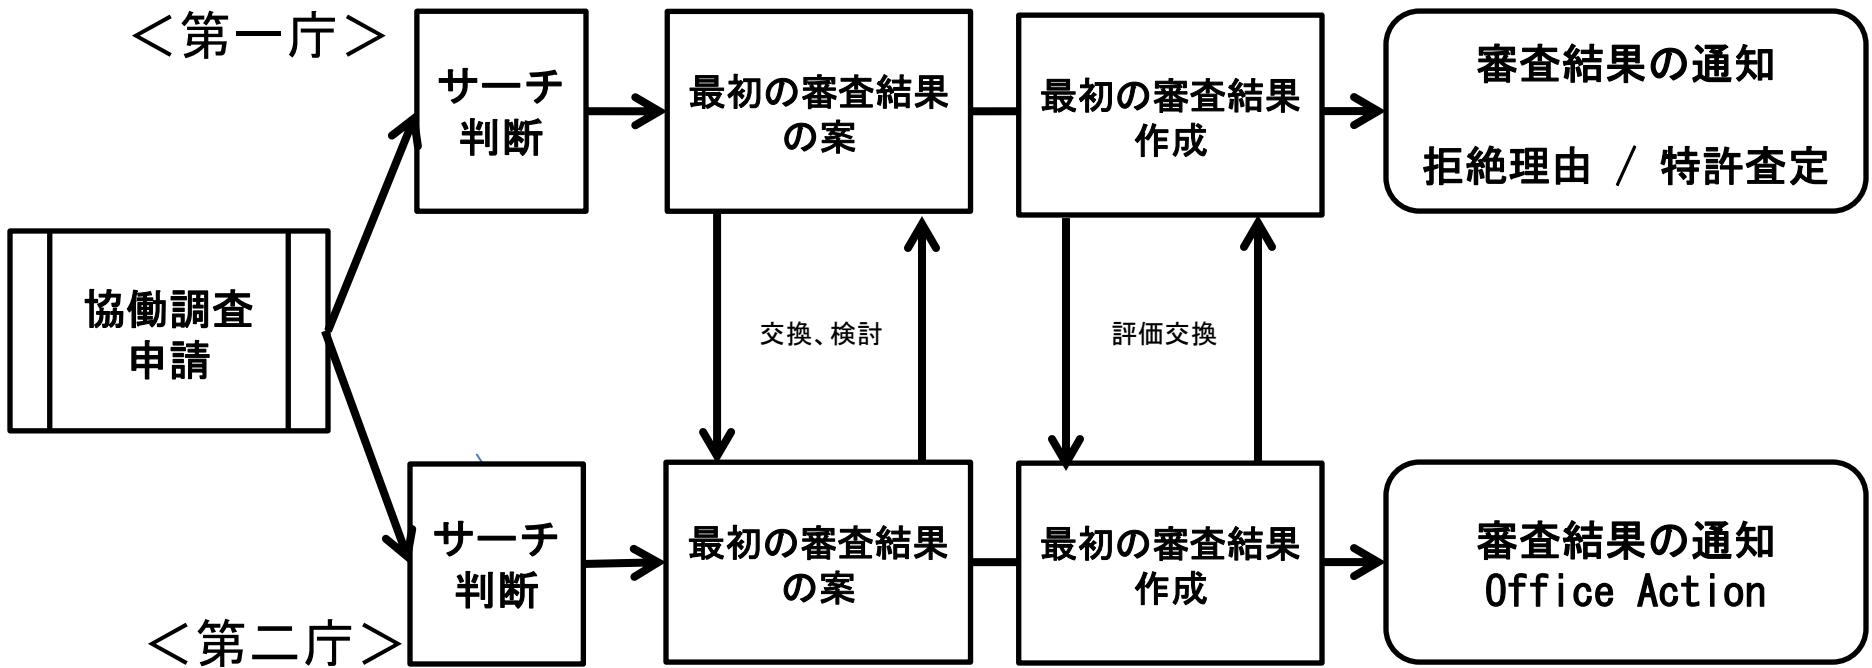 ＜第一庁＞
サーチ
判断
最初の審査結果
の案
最初の審査結果
作成
審査結果の通知
拒絶理由 / 特許査定
協働調査
申請
交換、検討
評価交換
サーチ
判断
最初の審査結果
の案
最初の審査結果
作成
審査結果の通知
Office Action
＜第二庁＞